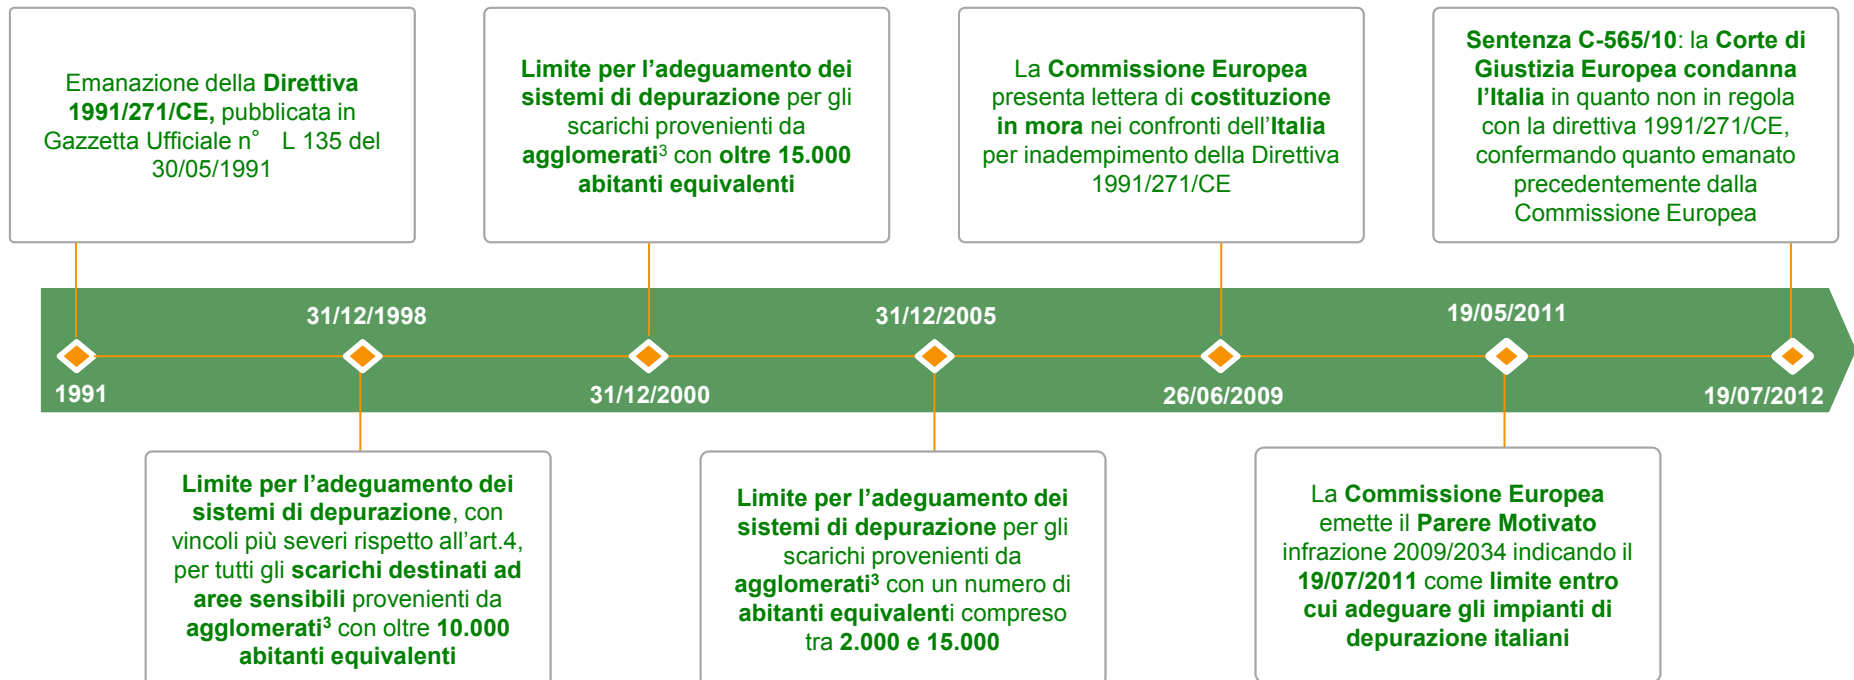 Emanazione della Direttiva
1991/271/CE, pubblicata in
Gazzetta Ufficiale n° L 135 del
30/05/1991
Limite per l’adeguamento dei
sistemi di depurazione per gli
scarichi provenienti da
agglomerati³ con oltre 15.000
abitanti equivalenti
La Commissione Europea
presenta lettera di costituzione
in mora nei confronti dell’Italia
per inadempimento della Direttiva
1991/271/CE
Sentenza C-565/10: la Corte di
Giustizia Europea condanna
l’Italia in quanto non in regola
con la direttiva 1991/271/CE,
confermando quanto emanato
precedentemente dalla
Commissione Europea
31/12/1998
31/12/2005
19/05/2011
1991
31/12/2000
26/06/2009
19/07/2012
Limite per l’adeguamento dei
sistemi di depurazione, con
vincoli più severi rispetto all’art.4,
per tutti gli scarichi destinati ad
aree sensibili provenienti da
agglomerati³ con oltre 10.000
abitanti equivalenti
Limite per l’adeguamento dei
sistemi di depurazione per gli
scarichi provenienti da
agglomerati³ con un numero di
abitanti equivalenti compreso
tra 2.000 e 15.000
La Commissione Europea
emette il Parere Motivato
infrazione 2009/2034 indicando il
19/07/2011 come limite entro
cui adeguare gli impianti di
depurazione italiani